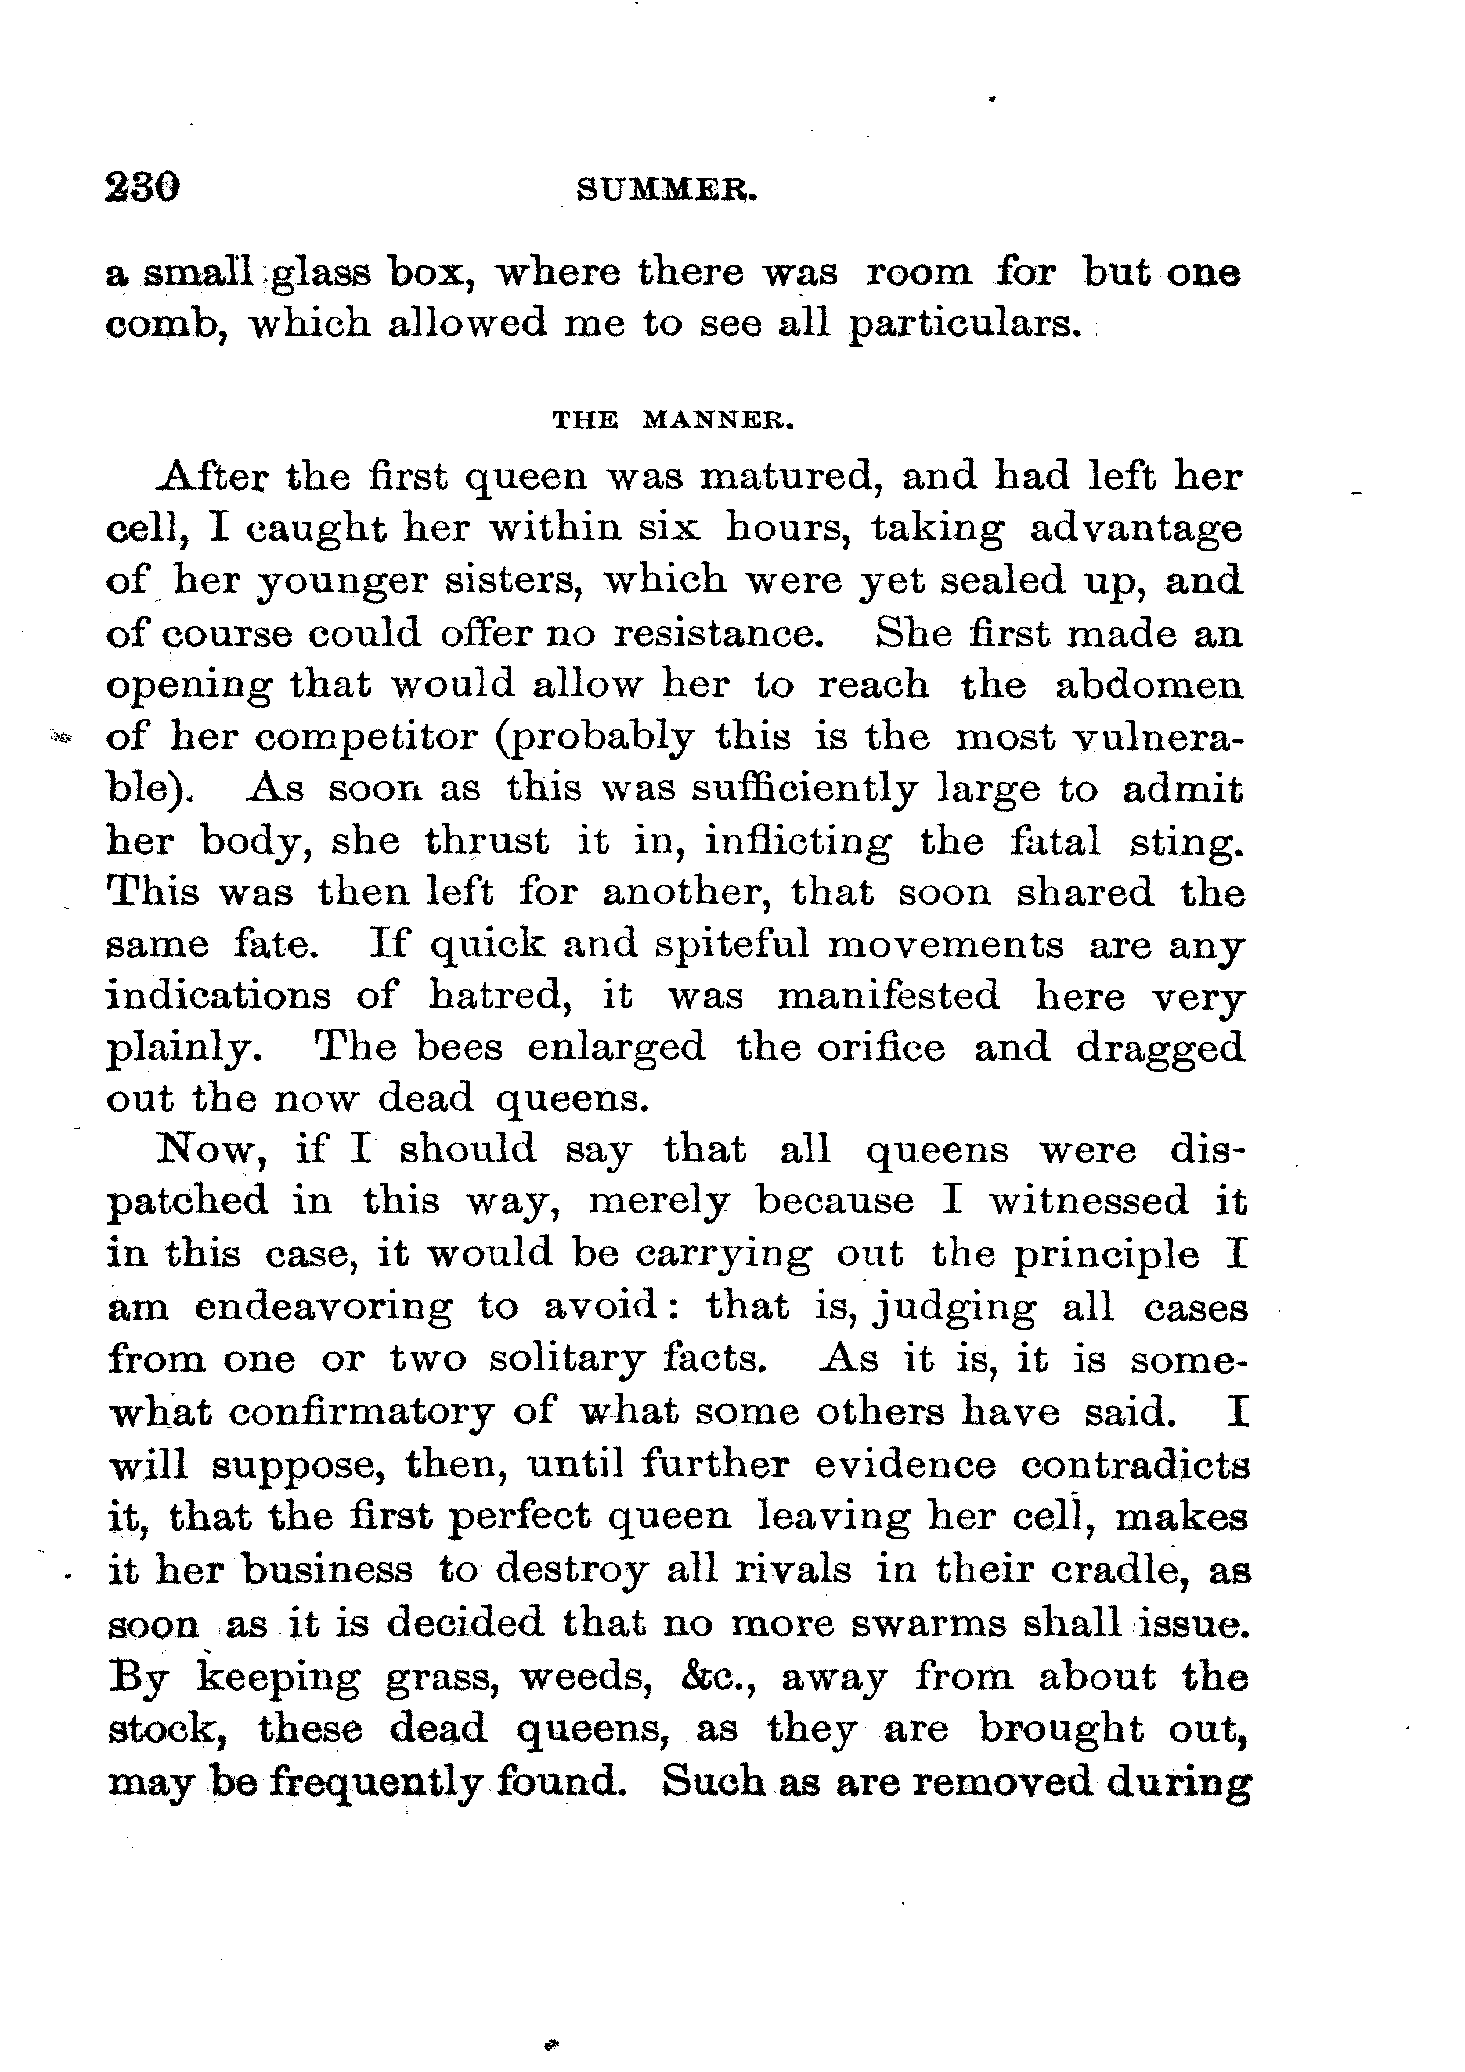 230 SUMMER.
a small glass box, where there was room for but one
comb, which allowed me to see all particulars.
THE MANNER.
After the first queen was matured, and had left her
cell, I caught her within six hours, taking advantage
of her younger sisters, which were yet sealed up, and
of course could offer no resistance. She first made an
opening that would allow her to reach the abdomen
of her competitor (probably this is the most vulnera-
ble). As soon as this was sufficiently large to admit
her body, she thrust it in, inflicting the fatal sting.
This was then left for another, that soon shared the
same fate. If quick and spiteful movements are any
indications of hatred, it was manifested here very
plainly. The bees enlarged the orifice and dragged
out the now dead queens.
Now, if I should say that all queens were dis-
patched in this way, merely because I witnessed it
in this case, it would be carrying out the principle I
am endeavoring to avoid: that is, judging all cases
from one or two solitary facts. As it is, it is some-
what confirmatory of what some others have said. I
will suppose, then, until further evidence contradicts
it, that the first perfect queen leaving her cell, makes
it her business to destroy all rivals in their cradle, as
soon as it is decided that no more swarms shall issue.
By keeping grass, weeds, &c., away from about the
stock, these dead queens, as they are brought out,
may be frequently found. Such as are removed during